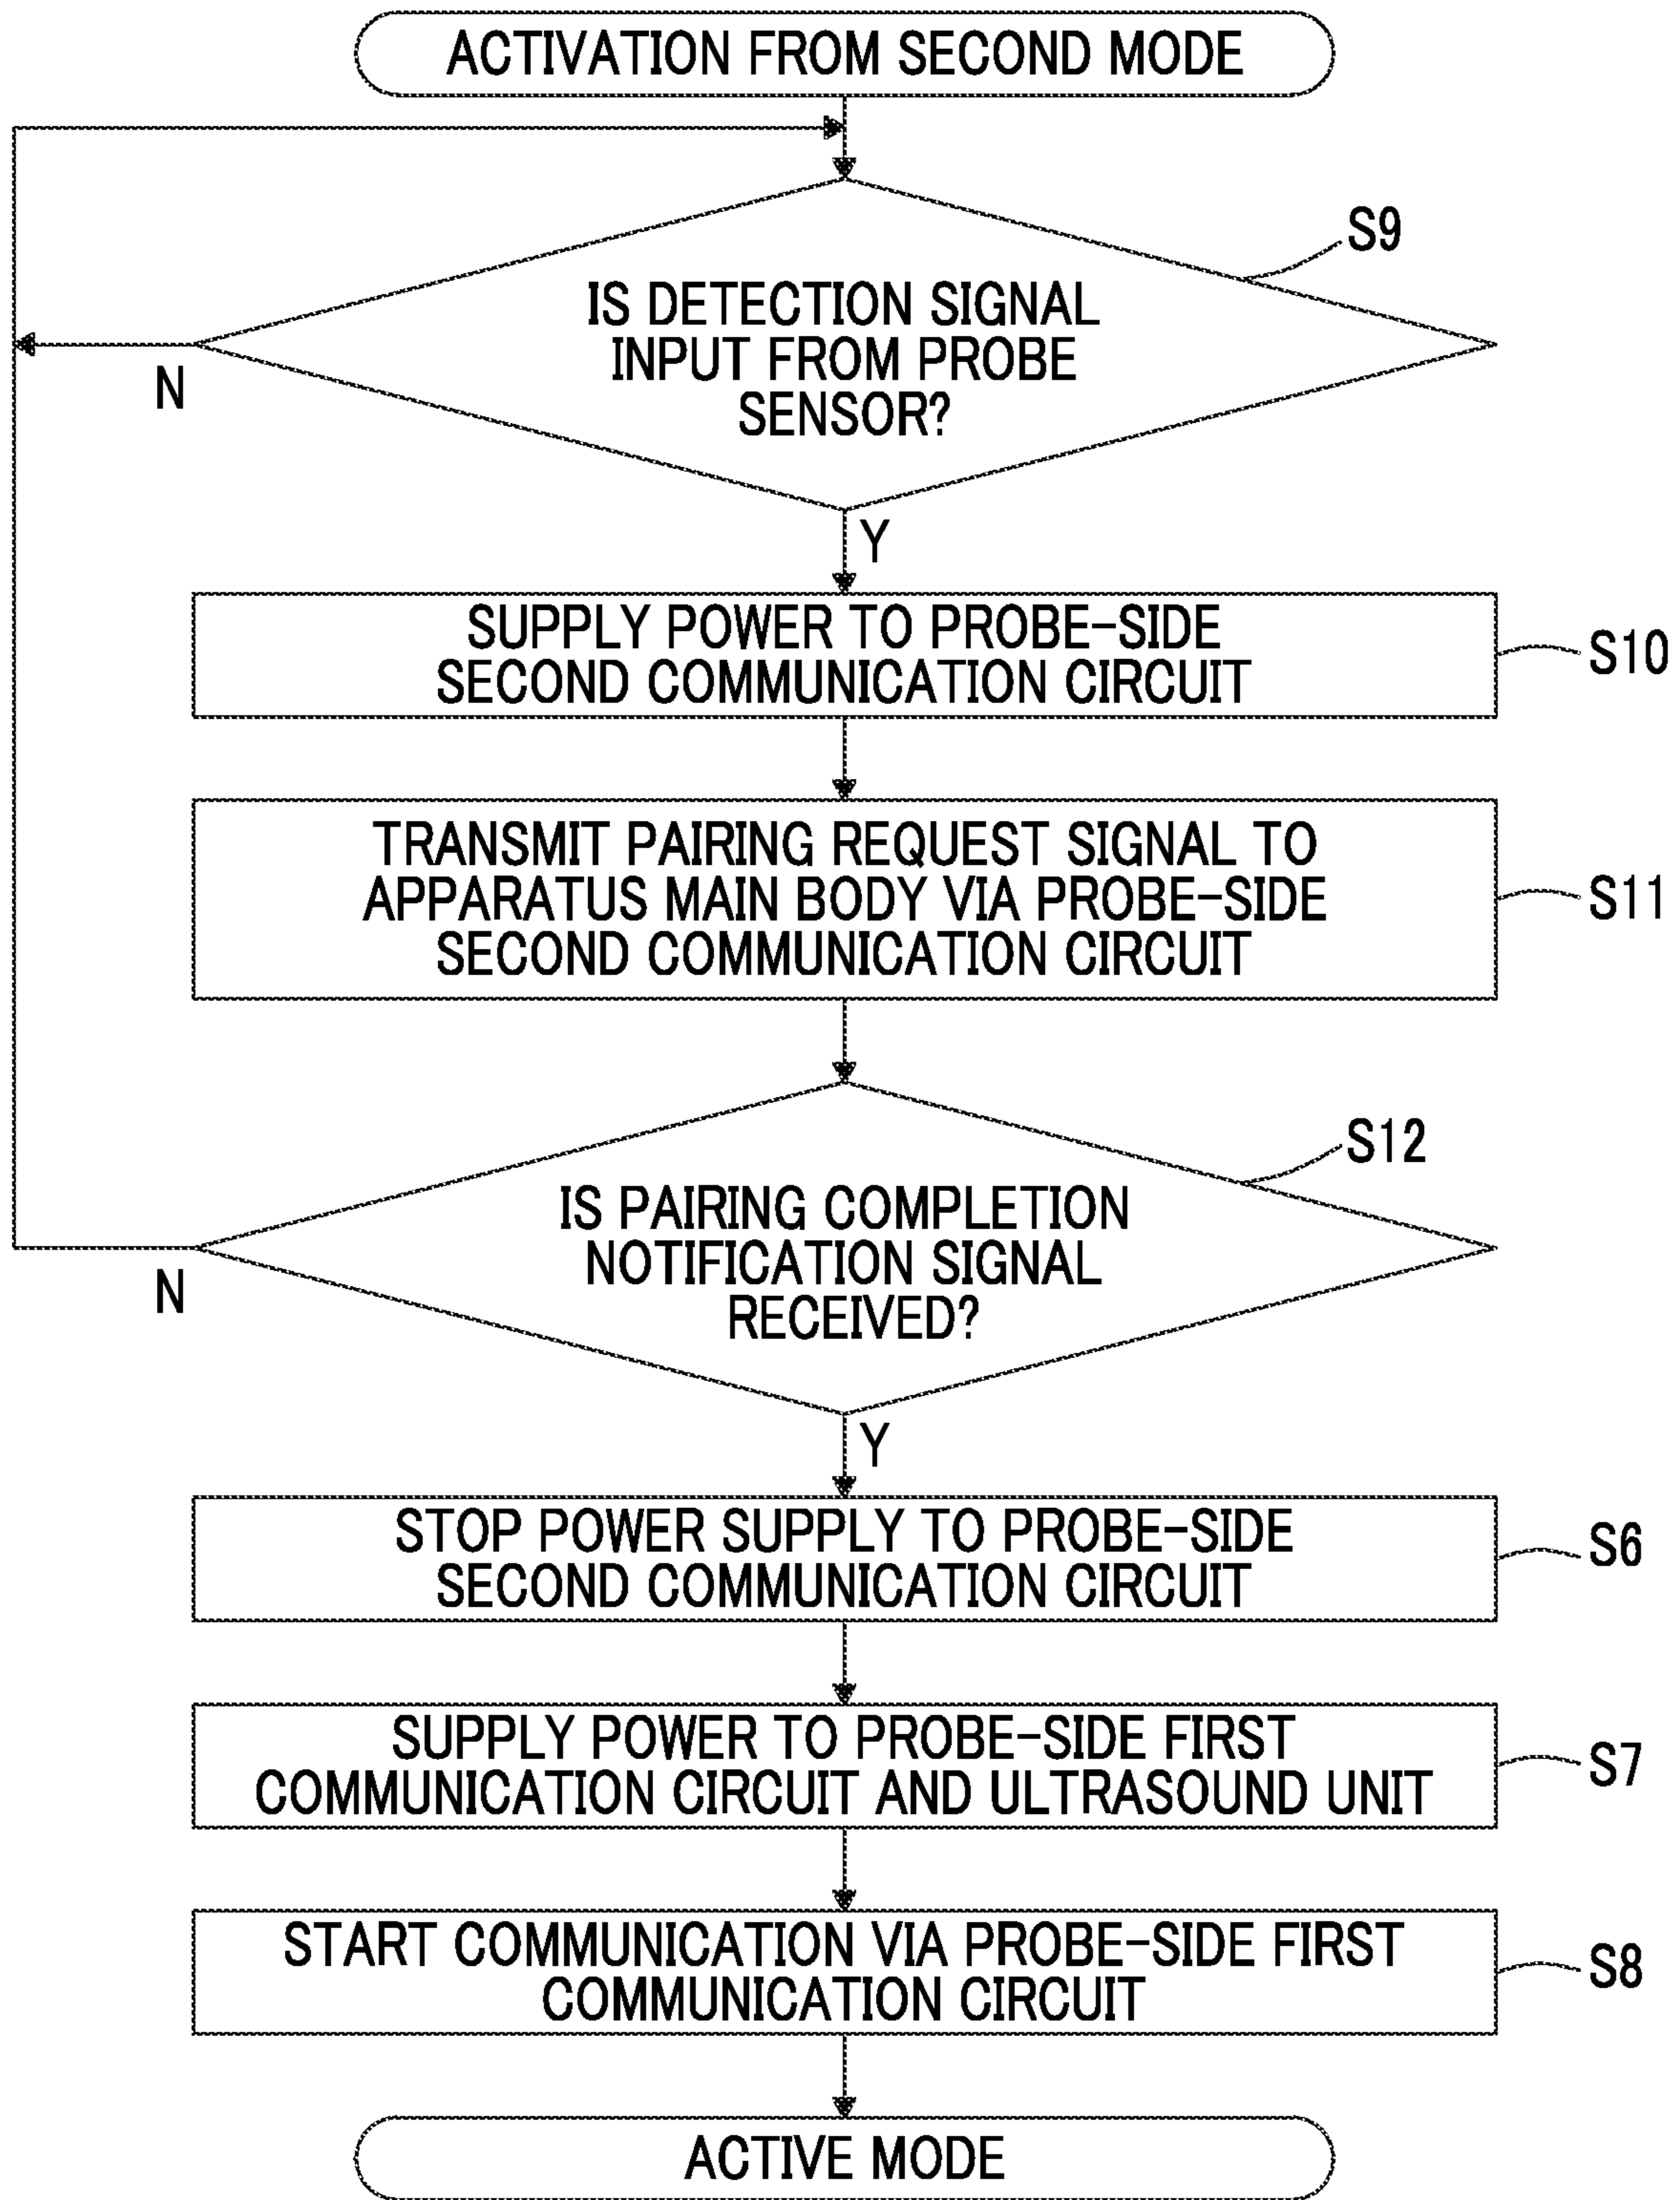 ACTIVATION FROM SECOND MODE
S9
IS DETECTION SIGNAL
INPUT FROM PROBE
SENSOR?
N
Y
SUPPLY POWER TO PROBE-SIDE
SECOND COMMUNICATION CIRCUIT
S10
TRANSMIT PAIRING REQUEST SIGNAL TO
APPARATUS MAIN BODY VIA PROBE-SIDE
SECOND COMMUNICATION CIRCUIT
S11
S12
IS PAIRING COMPLETION
NOTIFICATION SIGNAL
RECEIVED?
N
Y
STOP POWER SUPPLY TO PROBE-SIDE
SECOND COMMUNICATION CIRCUIT
S6
SUPPLY POWER TO PROBE-SIDE FIRST
COMMUNICATION CIRCUIT AND ULTRASOUND UNIT
S7
START COMMUNICATION VIA PROBE-SIDE FIRST
COMMUNICATION CIRCUIT
S8
ACTIVE MODE